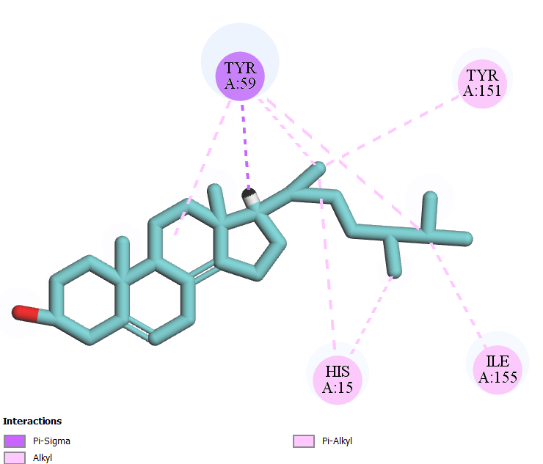 TYR
A:59
TYR
A:151
HIS
A:15
ILE
A:155
Interactions
Pi-Sigma
Alkyl
Pi-Alkyl